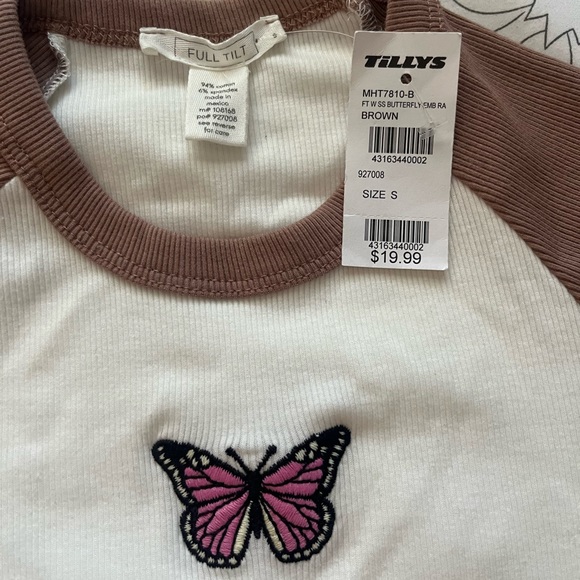 FULL TILT
S
94% cotton
6% spandex
made in
mexico
m# 108168
po# 927008
see reverse
for care
TiLLYS
MHT7810-B
FT W SS BUTTERFLY EMB RA
BROWN
43163440002
927008
SIZE S
43163440002
$19.99